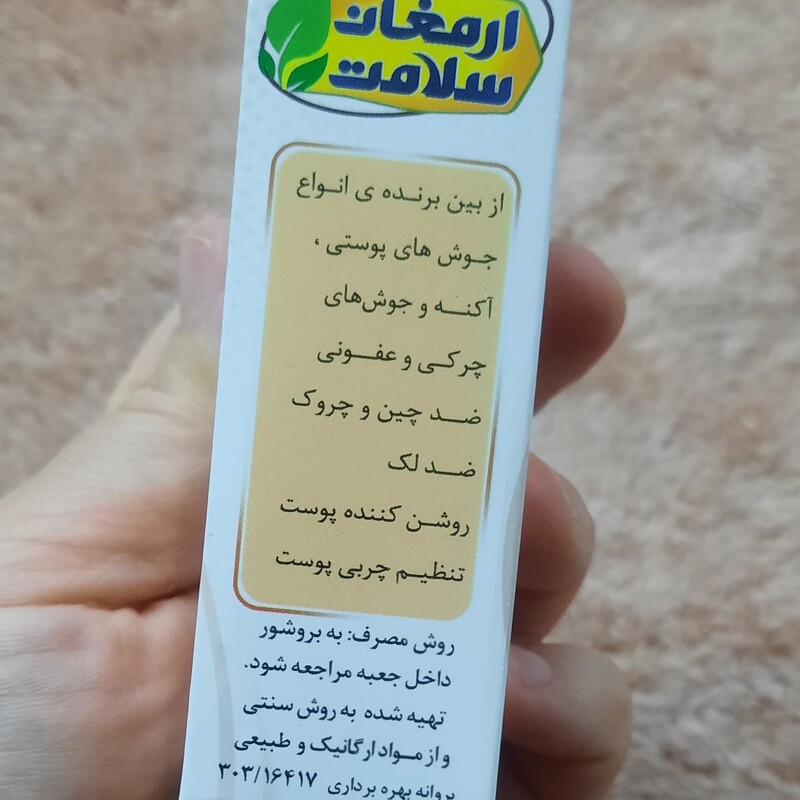 ارمغان
سلامت
از بین برنده ی انواع
جوش های پوستی ،
آکنه و جوش‌های
چرکی و عفونی
ضد چین و چروک
ضد لک
روشن کننده پوست
تنظیم چربی پوست
روش مصرف: به بروشور
داخل جعبه مراجعه شود.
تهیه شده به روش سنتی
و از مواد ارگانیک و طبیعی
پروانه بهره برداری ۳۰۳/۱۶۴۱۷